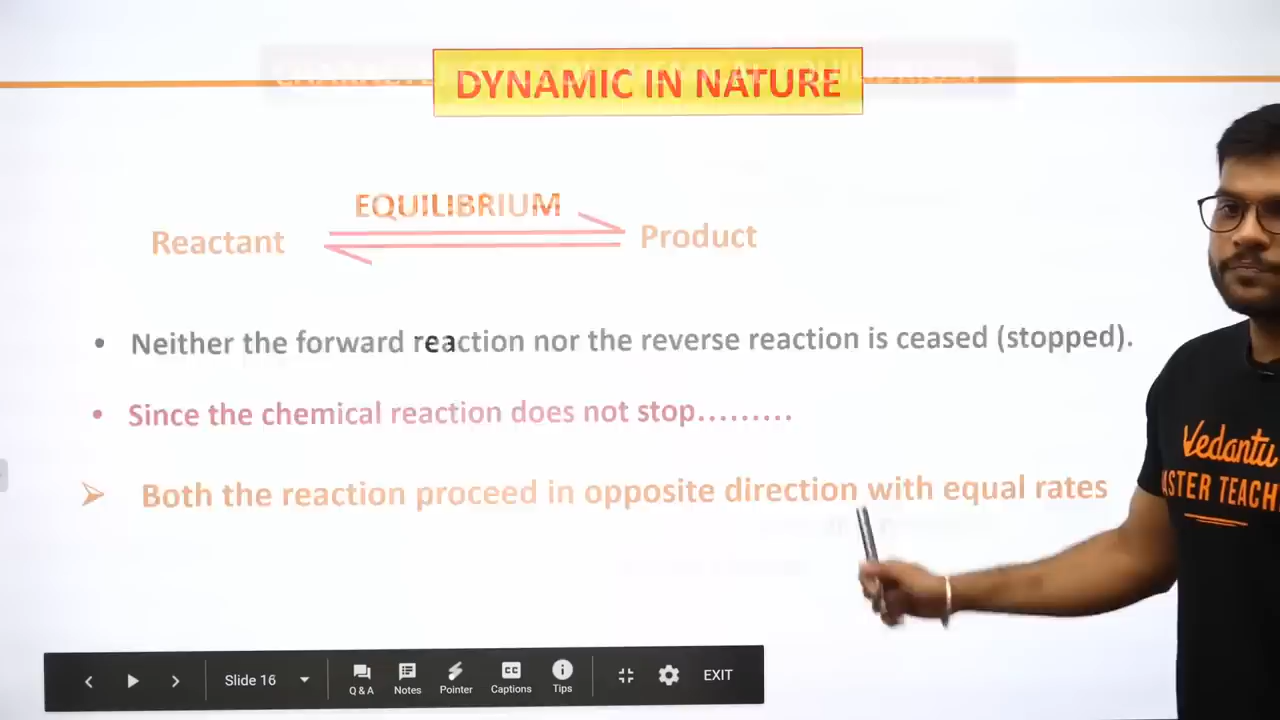 DYNAMIC IN NATURE
EQUILIBRIUM
Reactant
Product
• Neither the forward reaction nor the reverse reaction is ceased (stopped).
• Since the chemical reaction does not stop………
➢ Both the reaction proceed in opposite direction with equal rates
Vedantu
ASTER TEACH
Slide 16
Q & A
Notes
Pointer
CC
Captions
Tips
EXIT